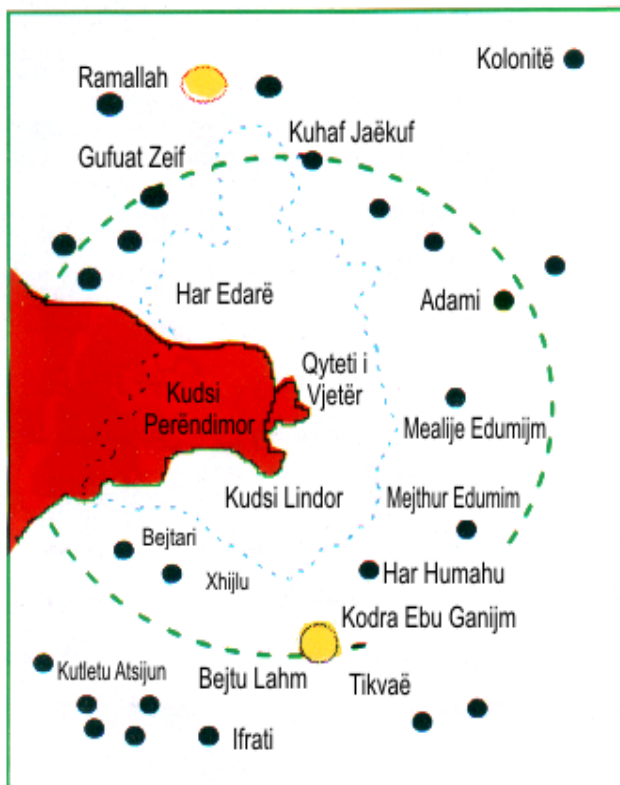 Kolonitë
Ramallah
Kuhaf Jaëkuf
Gufuat Zeif
Har Edarë
Adami
Qyteti i
Vjetër
Kudsi
Perëndimor
Mealije Edumijm
Kudsi Lindor
Mejthur Edumim
Bejtari
Xhijlu
Har Humahu
Kodra Ebu Ganijm
Kutletu Atsijun
Bejtu Lahm
Tikvaë
Ifrati